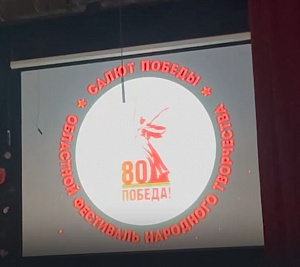 САЛЮТ ПОБЕДЫ
ОБЛАСТНОЙ ФЕСТИВАЛЬ НАРОДНОГО ТВОРЧЕСТВА
80
ПОБЕДА!